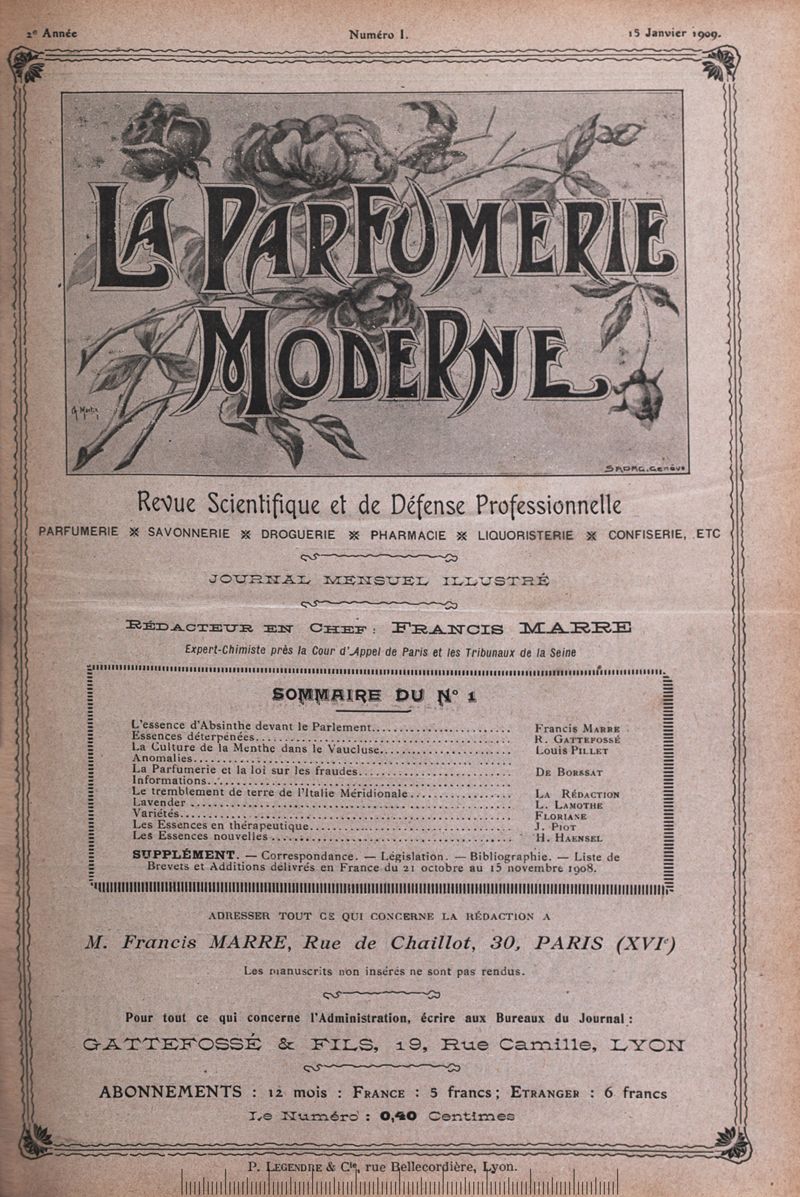 2e Année
Numéro 1.
15 Janvier 1909.
LA PARFUMERIE
MODERNE
G. Martin
SADAG. Genève
Revue Scientifique et de Défense Professionnelle
PARFUMERIE ※ SAVONNERIE ※ DROGUERIE ※ PHARMACIE ※ LIQUORISTERIE ※ CONFISERIE, ETC
JOURNAL MENSUEL ILLUSTRÉ
RÉDACTEUR EN CHEF : FRANCIS MARRE
Expert-Chimiste près la Cour d'Appel de Paris et les Tribunaux de la Seine
SOMMAIRE DU N° 1
L'essence d'Absinthe devant le Parlement........................ Francis MARRE
Essences déterpénées........................ R. GATTEFOSSÉ
La Culture de la Menthe dans le Vaucluse........................ Louis PILLET
Anomalies........................
La Parfumerie et la loi sur les fraudes........................ DE BORSSAT
Informations........................
Le tremblement de terre de l'Italie Méridionale........................ LA RÉDACTION
Lavender ........................ L. LAMOTHE
Variétés........................ FLORIANE
Les Essences en thérapeutique........................ J. PIOT
Les Essences nouvelles ........................ H. HAENSEL
SUPPLÉMENT. — Correspondance. — Législation. — Bibliographie. — Liste de
Brevets et Additions délivrés en France du 21 octobre au 15 novembre 1908.
ADRESSER TOUT CE QUI CONCERNE LA RÉDACTION A
M. Francis MARRE, Rue de Chaillot, 30, PARIS (XVIe)
Les manuscrits non insérés ne sont pas rendus.
Pour tout ce qui concerne l'Administration, écrire aux Bureaux du Journal :
GATTEFOSSÉ & FILS, 19, Rue Camille, LYON
ABONNEMENTS : 12 mois : FRANCE : 5 francs ; ETRANGER : 6 francs
Le Numéro : 0,40 Centimes
P. LEGENDRE & Cie, rue Bellecordière, Lyon.